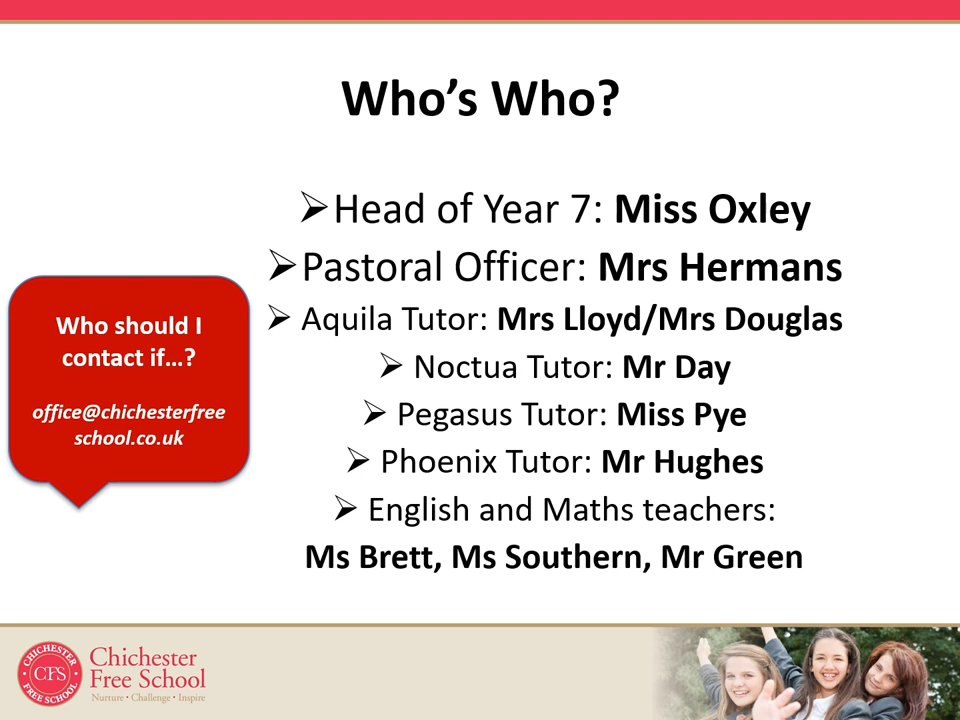 Who's Who?
➢Head of Year 7: Miss Oxley
➢Pastoral Officer: Mrs Hermans
➢ Aquila Tutor: Mrs Lloyd/Mrs Douglas
➢ Noctua Tutor: Mr Day
➢ Pegasus Tutor: Miss Pye
➢ Phoenix Tutor: Mr Hughes
➢ English and Maths teachers:
Ms Brett, Ms Southern, Mr Green
Who should I
contact if…?
office@chichesterfree
school.co.uk
CHICHESTER
CFS
FREE SCHOOL
Chichester
Free School
Nurture • Challenge • Inspire